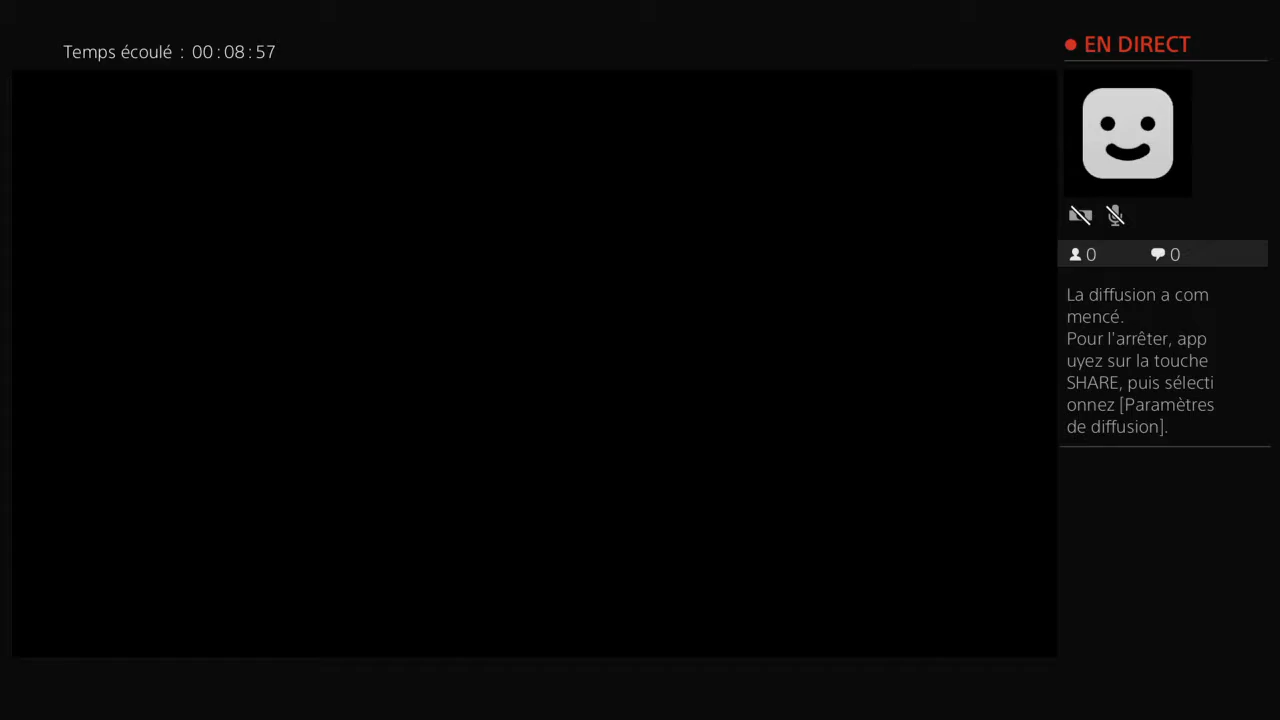 Temps écoulé : 00:08:57
EN DIRECT
0 0
La diffusion a com
mencé.
Pour l'arrêter, app
uyez sur la touche
SHARE, puis sélecti
onnez [Paramètres
de diffusion].